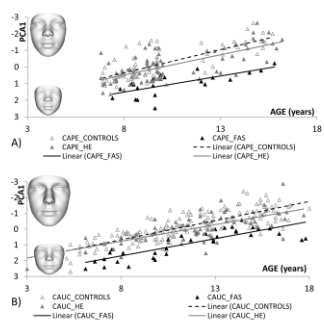 PCA1
-3
-2
-1
0
1
2
3
AGE (years)
3 8 13 18
CAPE_CONTROLS CAPE_FAS
CAPE_HE Linear (CAPE_CONTROLS)
Linear (CAPE_FAS) Linear (CAPE_HE)
A)
PCA1
-3
-2
-1
0
1
2
3
AGE (years)
3 8 13 18
CAUC_CONTROLS CAUC_FAS
CAUC_HE Linear (CAUC_CONTROLS)
B) Linear (CAUC_FAS) Linear (CAUC_HE)